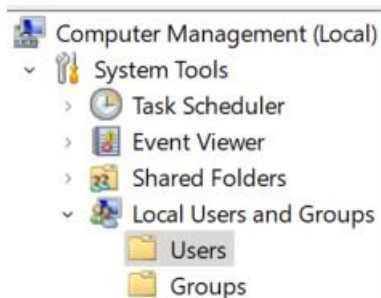 Computer Management (Local)
System Tools
Task Scheduler
Event Viewer
Shared Folders
Local Users and Groups
Users
Groups